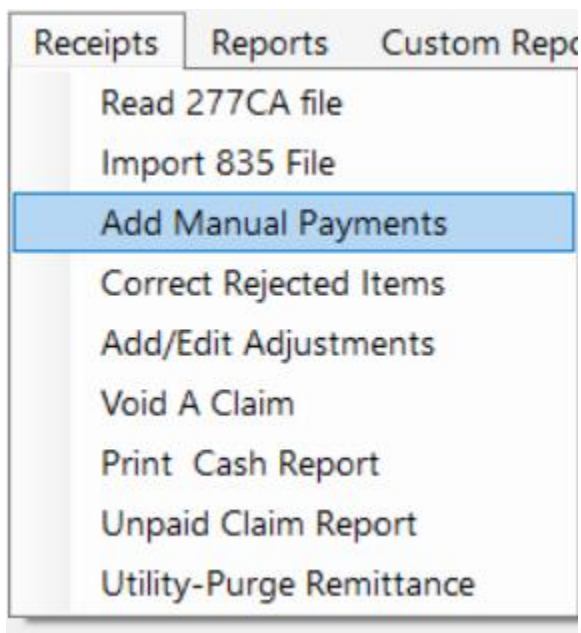 Receipts Reports Custom Repo
Read 277CA file
Import 835 File
Add Manual Payments
Correct Rejected Items
Add/Edit Adjustments
Void A Claim
Print  Cash Report
Unpaid Claim Report
Utility-Purge Remittance